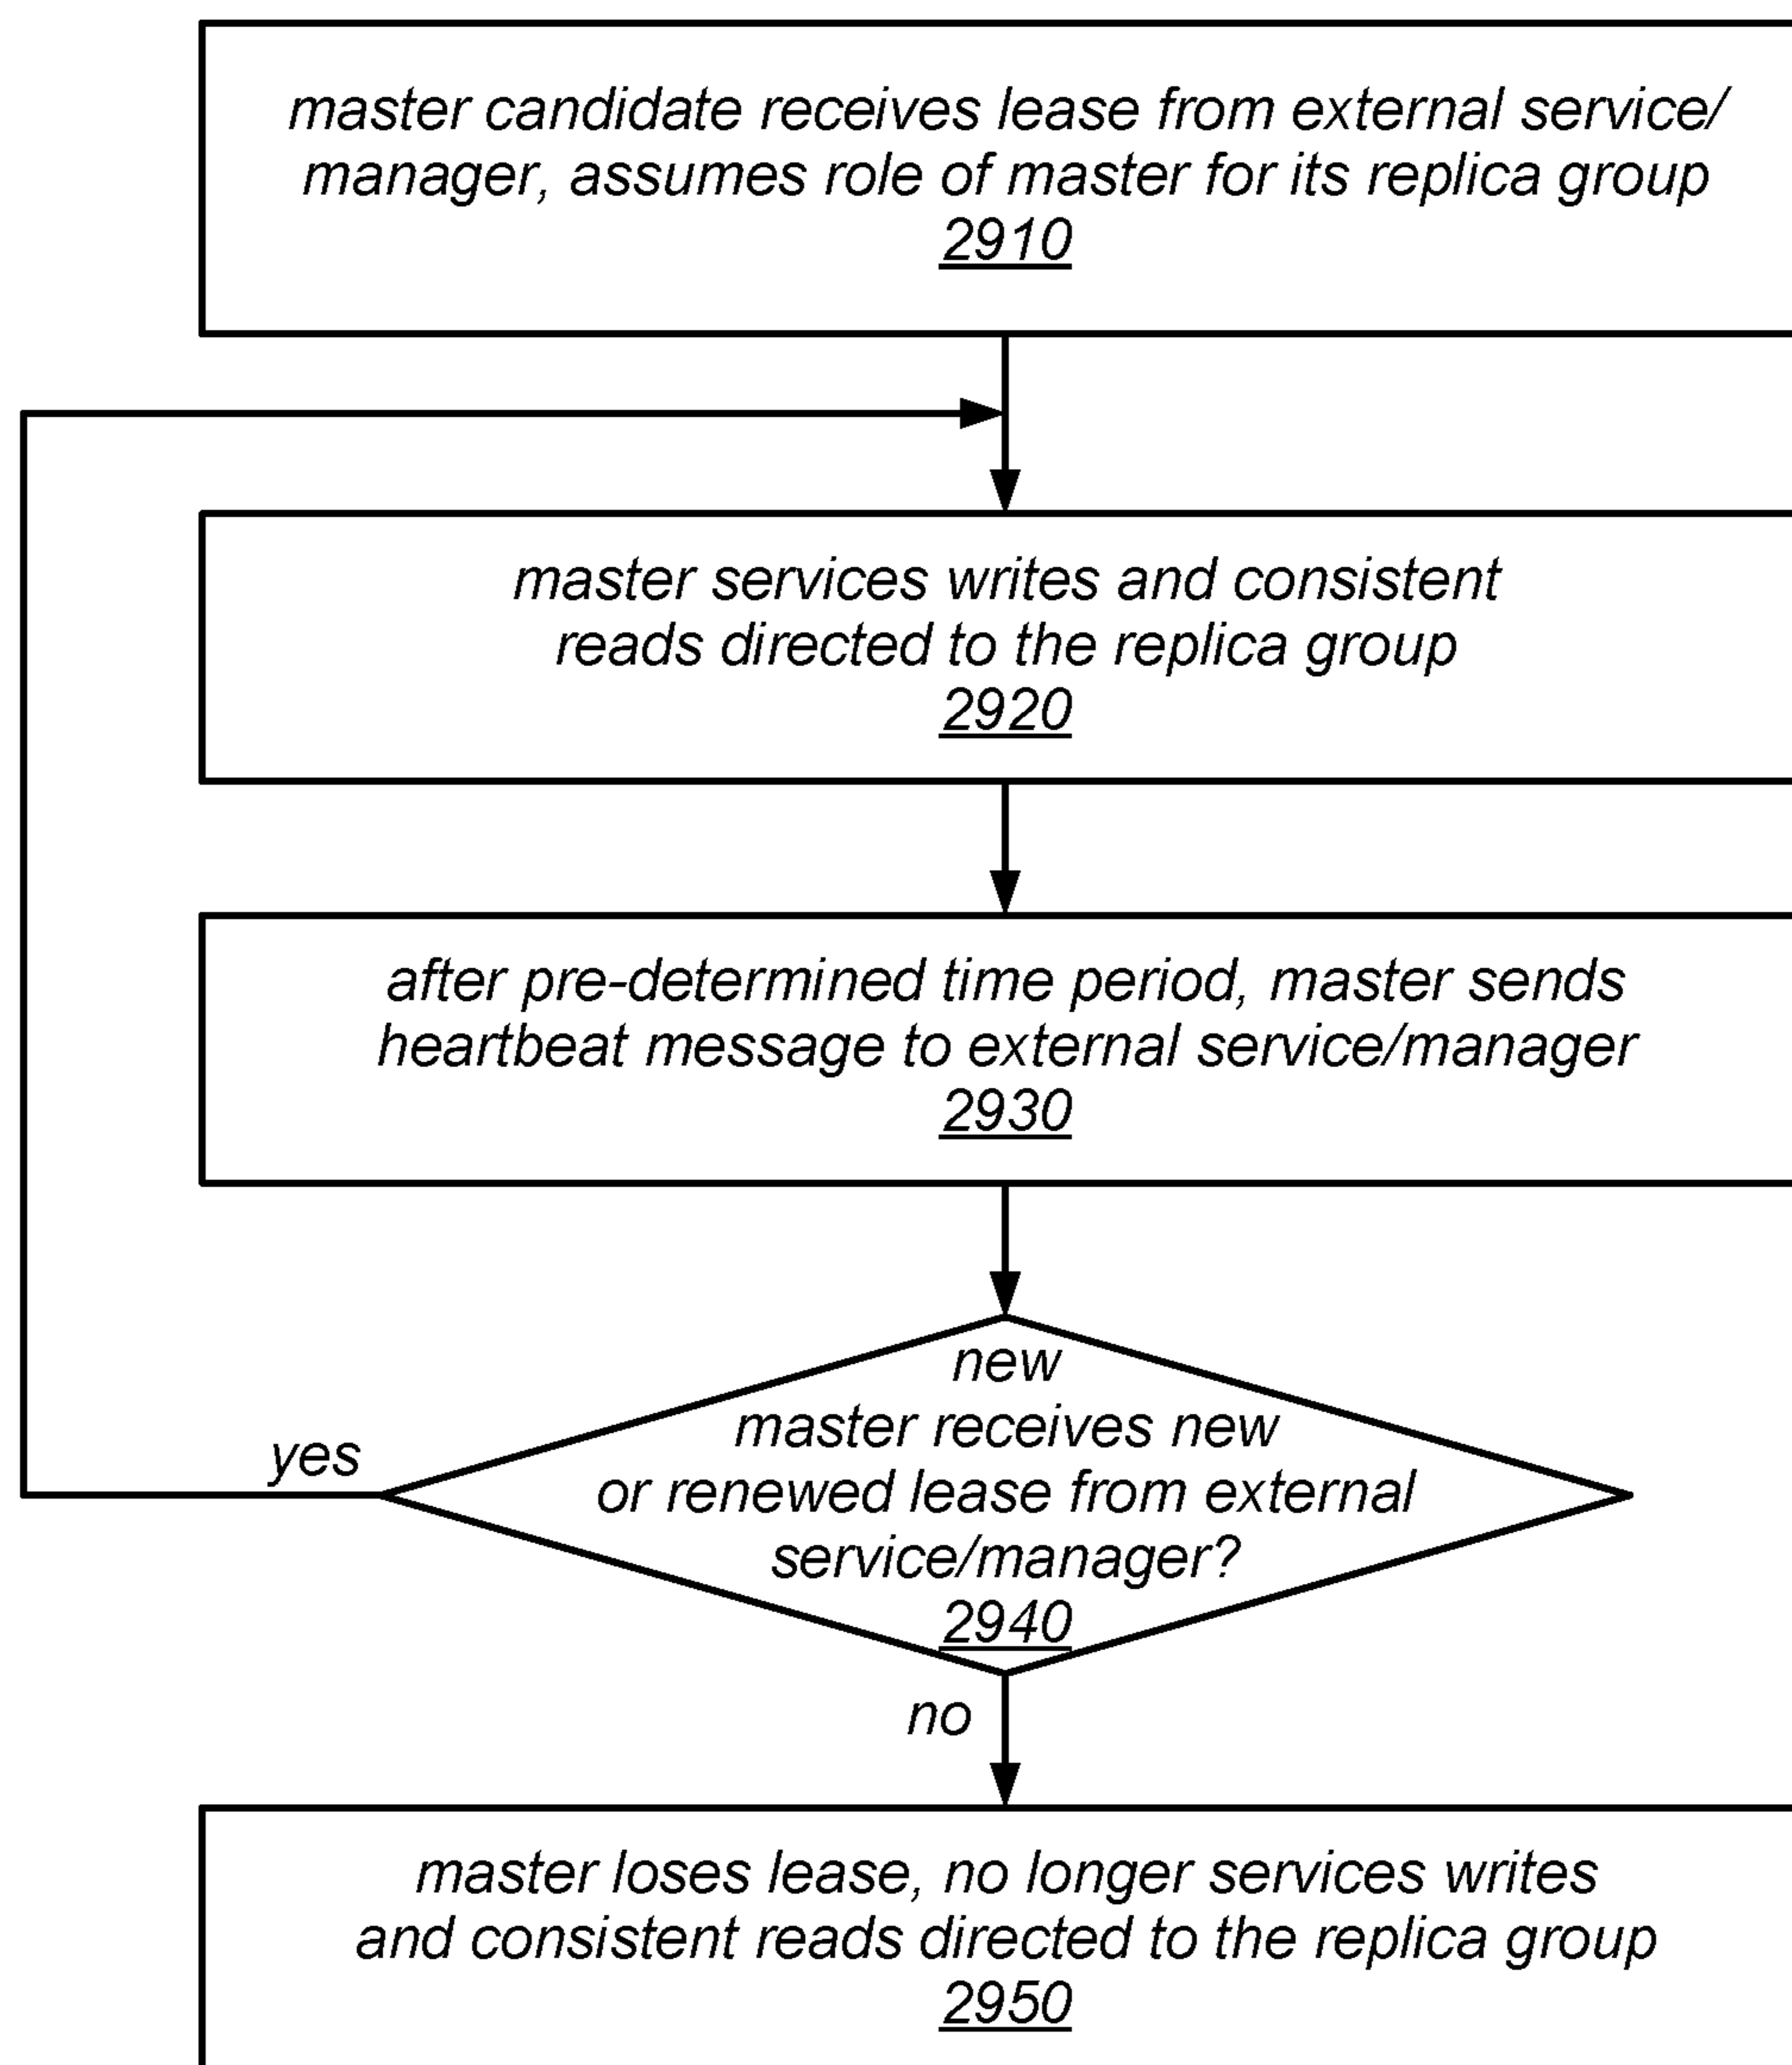 master candidate receives lease from external service/
manager, assumes role of master for its replica group
2910
master services writes and consistent
reads directed to the replica group
2920
after pre-determined time period, master sends
heartbeat message to external service/manager
2930
new
master receives new
or renewed lease from external
service/manager?
2940
yes
no
master loses lease, no longer services writes
and consistent reads directed to the replica group
2950